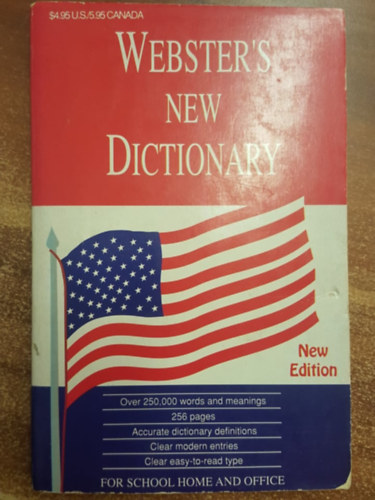 $4.95 U.S./5.95 CANADA
WEBSTER'S
NEW
DICTIONARY
New
Edition
Over 250,000 words and meanings
256 pages
Accurate dictionary definitions
Clear modern entries
Clear easy-to-read type
FOR SCHOOL HOME AND OFFICE